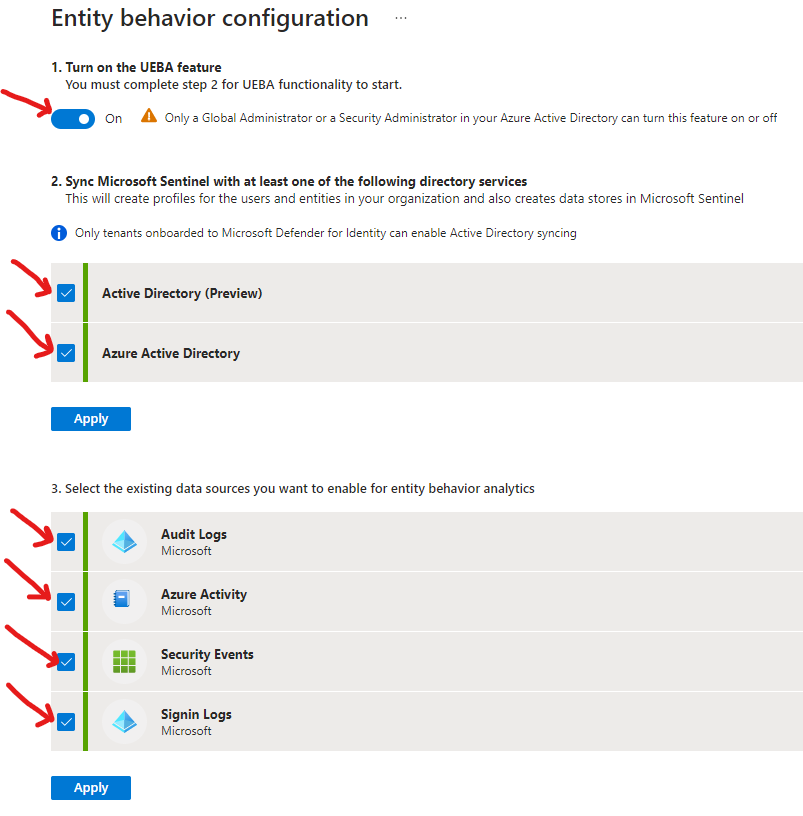 Entity behavior configuration ...
1. Turn on the UEBA feature
You must complete step 2 for UEBA functionality to start.
On Only a Global Administrator or a Security Administrator in your Azure Active Directory can turn this feature on or off
2. Sync Microsoft Sentinel with at least one of the following directory services
This will create profiles for the users and entities in your organization and also creates data stores in Microsoft Sentinel
Only tenants onboarded to Microsoft Defender for Identity can enable Active Directory syncing
Active Directory (Preview)
Azure Active Directory
Apply
3. Select the existing data sources you want to enable for entity behavior analytics
Audit Logs
Microsoft
Azure Activity
Microsoft
Security Events
Microsoft
Signin Logs
Microsoft
Apply